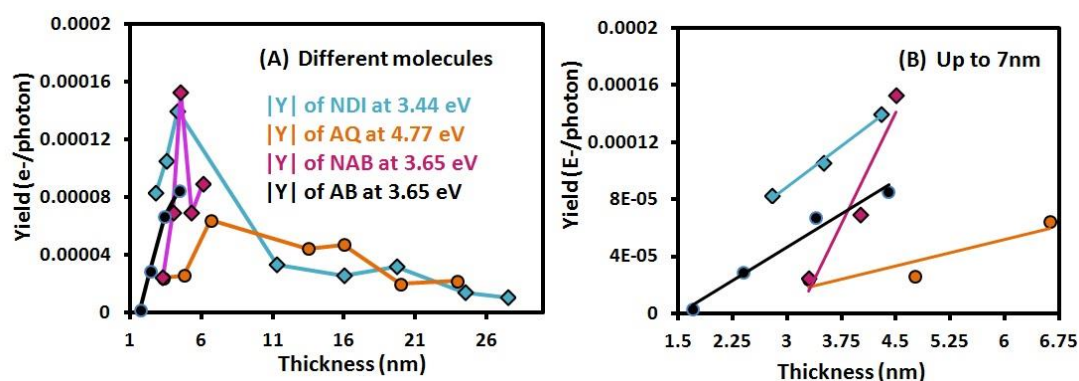 (A) Different molecules
|Y| of NDI at 3.44 eV
|Y| of AQ at 4.77 eV
|Y| of NAB at 3.65 eV
|Y| of AB at 3.65 eV
Yield (e-/photon)
0.0002
0.00016
0.00012
0.00008
0.00004
0
1 6 11 16 21 26
Thickness (nm)
(B) Up to 7nm
Yield (E-/photon)
0.0002
0.00016
0.00012
8E-05
4E-05
0
1.5 2.25 3 3.75 4.5 5.25 6 6.75
Thickness (nm)